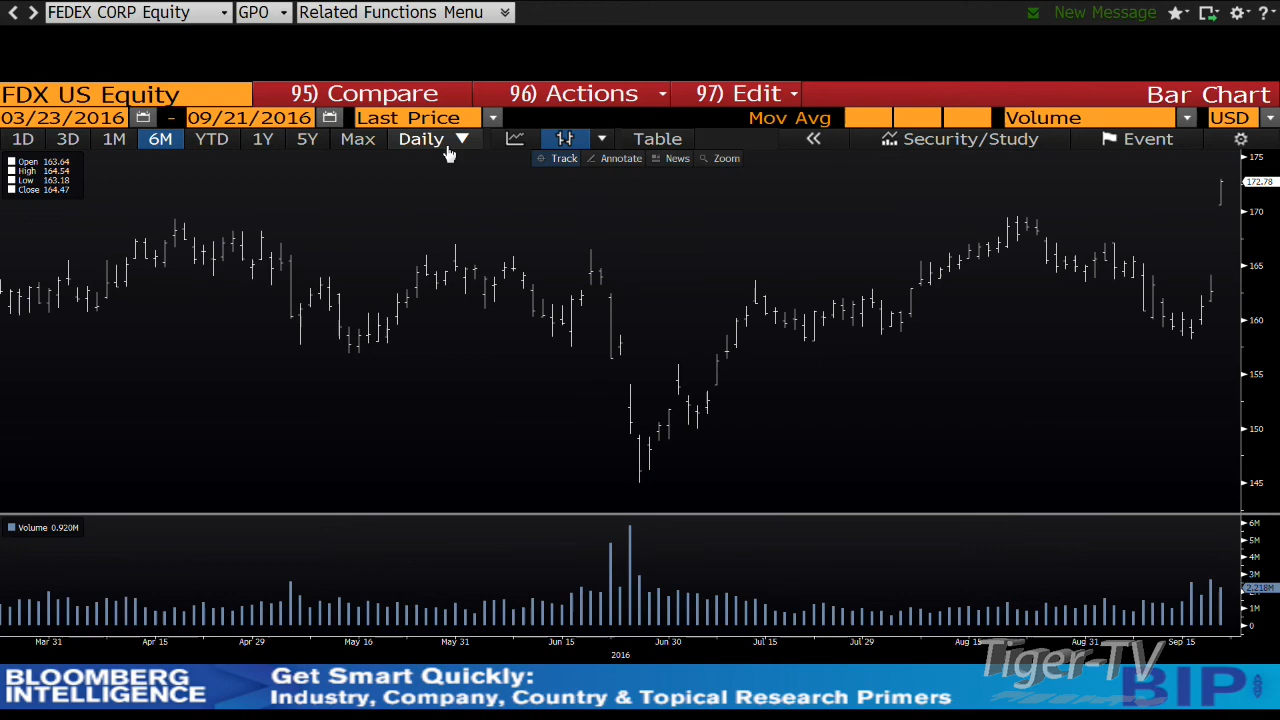 FEDEX CORP Equity GPO Related Functions Menu New Message
FDX US Equity 95) Compare 96) Actions 97) Edit Bar Chart
03/23/2016 - 09/21/2016 Last Price Mov Avg Volume USD
1D 3D 1M 6M YTD 1Y 5Y Max Daily Table Security/Study Event
Track Annotate News Zoom
Open 163.64
High 164.54
Low 163.18
Close 164.47
175
172.78
170
165
160
155
150
145
Volume 0.920M
6M
5M
4M
3M
2.218M
1M
0
Mar 31 Apr 15 Apr 29 May 16 May 31 Jun 15 Jun 30 Jul 15 Jul 29 Aug 15 Aug 31 Sep 15
2016
Tiger-TV
BLOOMBERG
INTELLIGENCE
Get Smart Quickly:
Industry, Company, Country & Topical Research Primers
BIP